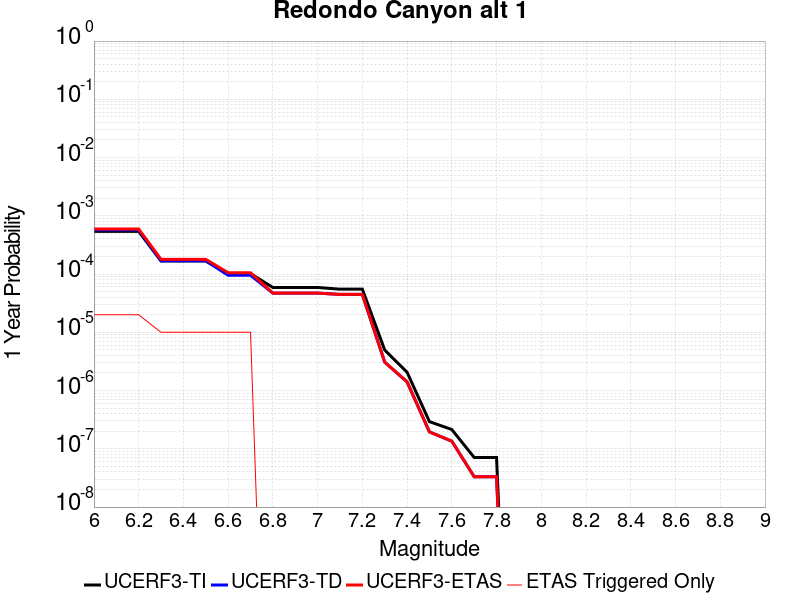 Redondo Canyon alt 1
10^0
10^-1
10^-2
10^-3
10^-4
10^-5
10^-6
10^-7
10^-8
1 Year Probability
6 6.2 6.4 6.6 6.8 7 7.2 7.4 7.6 7.8 8 8.2 8.4 8.6 8.8 9
Magnitude
UCERF3-TI UCERF3-TD UCERF3-ETAS ETAS Triggered Only